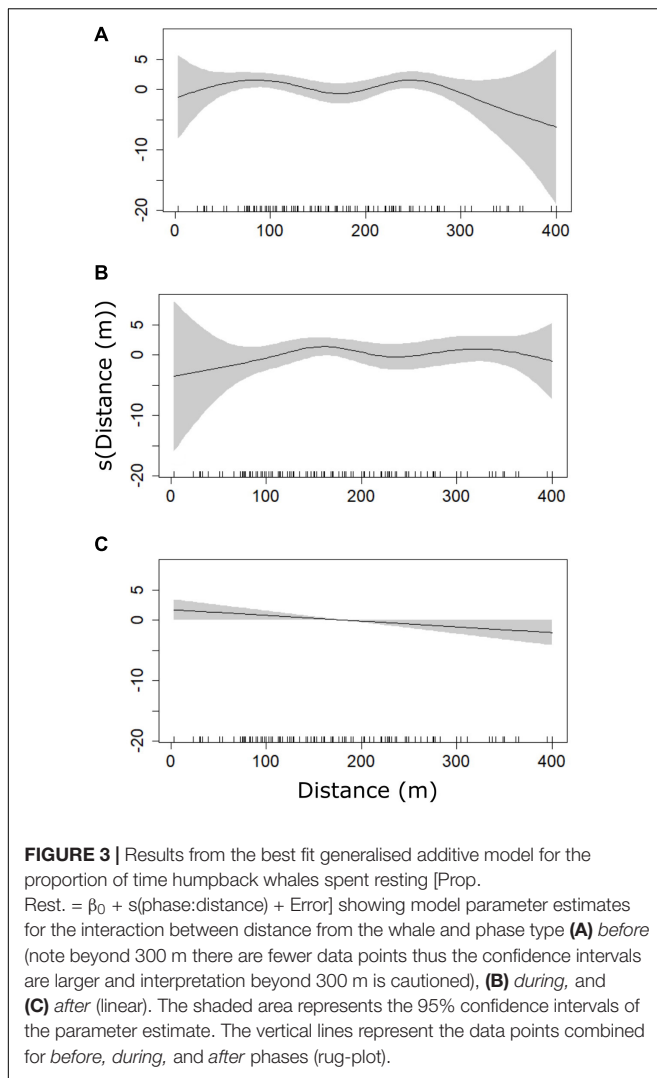 A
5
0
-10
-20
0 100 200 300 400
B
5
0
-10
-20
0 100 200 300 400
s(Distance (m))
C
5
0
-10
-20
0 100 200 300 400
Distance (m)
FIGURE 3 | Results from the best fit generalised additive model for the
proportion of time humpback whales spent resting [Prop.
Rest. = β₀ + s(phase:distance) + Error] showing model parameter estimates
for the interaction between distance from the whale and phase type (A) before
(note beyond 300 m there are fewer data points thus the confidence intervals
are larger and interpretation beyond 300 m is cautioned), (B) during, and
(C) after (linear). The shaded area represents the 95% confidence intervals of
the parameter estimate. The vertical lines represent the data points combined
for before, during, and after phases (rug-plot).